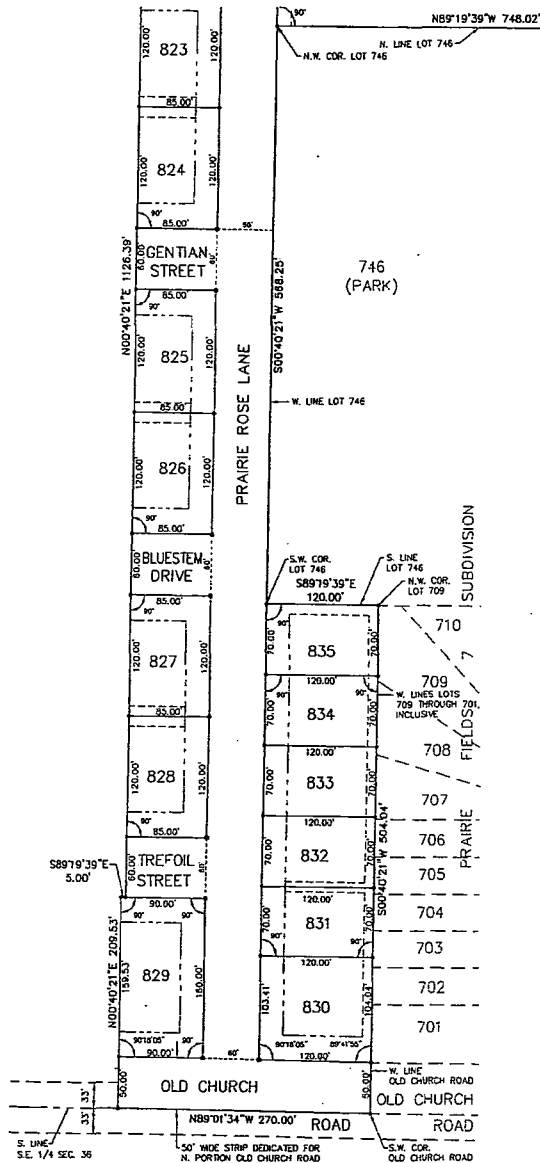 90°
N89°19'39"W 748.02'
N. LINE LOT 746
N.W. COR. LOT 746
120.00'
823
120.00'
85.00'
120.00'
824
120.00'
90°
85.00'
60'
N00°40'21"E 1126.39'
60.00'
GENTIAN
STREET
60'
90°
85.00'
S00°40'21"W 568.25'
746
(PARK)
120.00'
825
120.00'
85.00'
PRAIRIE ROSE LANE
W. LINE LOT 746
120.00'
826
120.00'
90°
85.00'
60.00'
BLUESTEM
DRIVE
60'
90°
85.00'
S.W. COR.
LOT 746
S. LINE
LOT 746
S89°19'39"E
120.00'
N.W. COR.
LOT 709
SUBDIVISION
120.00'
827
120.00'
85.00'
90°
70.00'
835
70.00'
710
7
120.00'
90°
90°
709
W. LINES LOTS
709 THROUGH 701,
INCLUSIVE
FIELDS
70.00'
834
70.00'
708
120.00'
120.00'
828
120.00'
90°
85.00'
70.00'
833
70.00'
707
120.00'
S00°40'21"W 504.04'
PRAIRIE
S89°19'39"E
5.00'
60.00'
TREFOIL
STREET
60'
70.00'
832
70.00'
706
705
120.00'
90.00'
90°
90°
70.00'
831
70.00'
704
90°
90°
703
120.00'
N00°40'21"E 209.53'
159.53'
829
160.00'
103.41'
830
104.04'
702
701
90°18'05"
90°
90.00'
60'
90°18'05"
89°41'55"
120.00'
50.00'
OLD CHURCH
50.00'
W. LINE
OLD CHURCH ROAD
OLD CHURCH
33'
33'
N89°01'34"W 270.00'
ROAD
ROAD
S. LINE
S.E. 1/4 SEC. 36
50' WIDE STRIP DEDICATED FOR
N. PORTION OLD CHURCH ROAD
S.W. COR.
OLD CHURCH ROAD